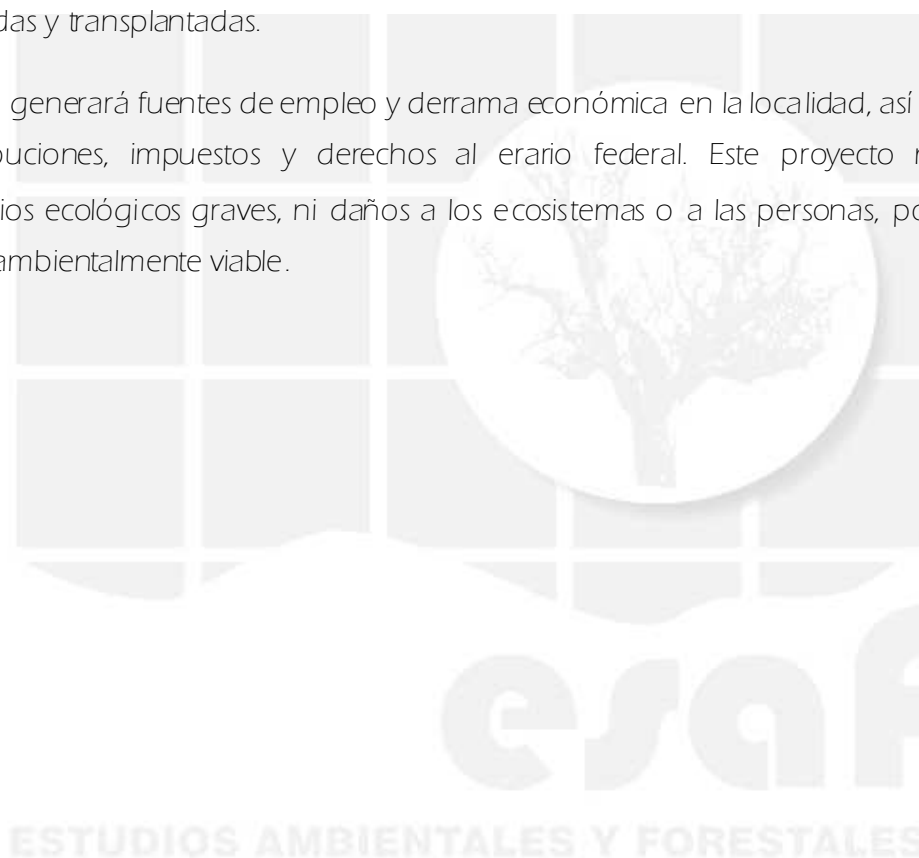 das y transplantadas.
generará fuentes de empleo y derrama económica en la localidad, así
buciones, impuestos y derechos al erario federal. Este proyecto
ios ecológicos graves, ni daños a los ecosistemas o a las personas, po
ambientalmente viable.
esaf
ESTUDIOS AMBIENTALES Y FORESTALES